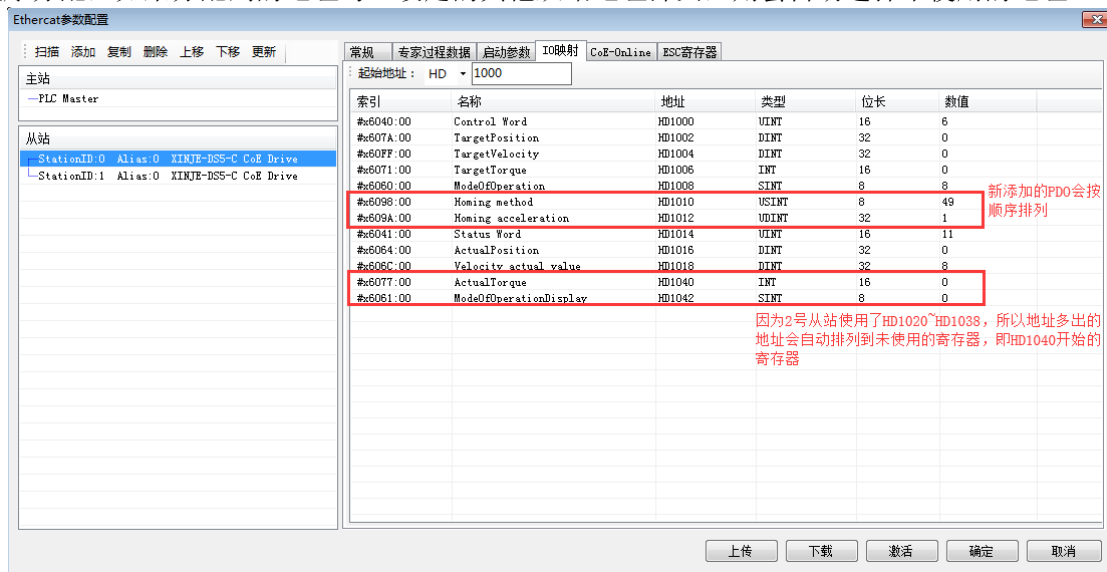 Ethercat参数配置
扫描 添加 复制 删除 上移 下移 更新
常规 专家过程数据 启动参数 IO映射 CoE-Online ESC寄存器
主站
PLC Master
从站
StationID:0 Alias:0 XINJE-DS5-C CoE Drive
StationID:1 Alias:0 XINJE-DS5-C CoE Drive
起始地址: HD 1000
索引 名称 地址 类型 位长 数值
#x6040:00 Control Word HD1000 UINT 16 6
#x607A:00 TargetPosition HD1002 DINT 32 0
#x60FF:00 TargetVelocity HD1004 DINT 32 0
#x6071:00 TargetTorque HD1006 INT 16 0
#x6060:00 ModeOfOperation HD1008 SINT 8 8
#x6098:00 Homing method HD1010 USINT 8 49
#x609A:00 Homing acceleration HD1012 UDINT 32 1
#x6041:00 Status Word HD1014 UINT 16 11
#x6064:00 ActualPosition HD1016 DINT 32 0
#x606C:00 Velocity actual value HD1018 DINT 32 8
#x6077:00 ActualTorque HD1040 INT 16 0
#x6061:00 ModeOfOperationDisplay HD1042 SINT 8 0
新添加的PDO会按
顺序排列
因为2号从站使用了HD1020~HD1038，所以地址多出的
地址会自动排列到未使用的寄存器，即HD1040开始的
寄存器
上传 下载 激活 确定 取消